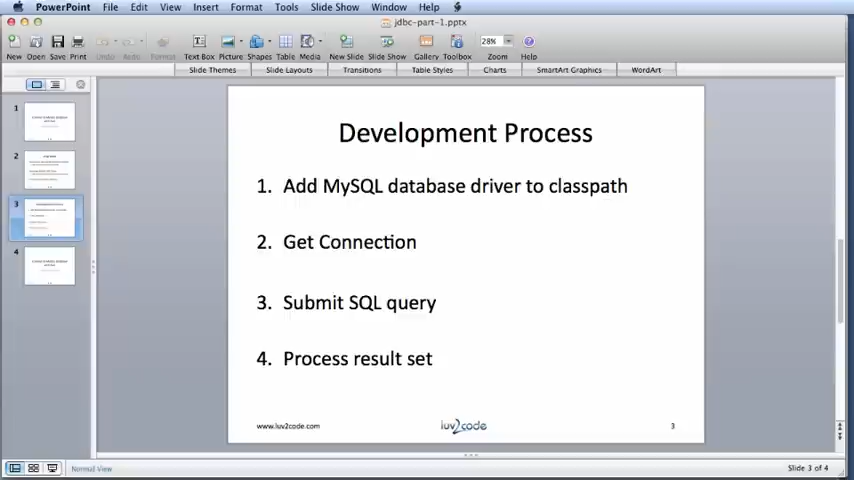 PowerPoint File Edit View Insert Format Tools Slide Show Window Help
jdbc-part-1.pptx
28%
New Open Save Print Undo Redo Format Text Box Picture Shapes Table Media New Slide Slide Show Gallery Toolbox Zoom Help
Slide Themes Slide Layouts Transitions Table Styles Charts SmartArt Graphics WordArt
1
2
3
4
Development Process
1. Add MySQL database driver to classpath
2. Get Connection
3. Submit SQL query
4. Process result set
www.luv2code.com luv2code 3
Normal View Slide 3 of 4